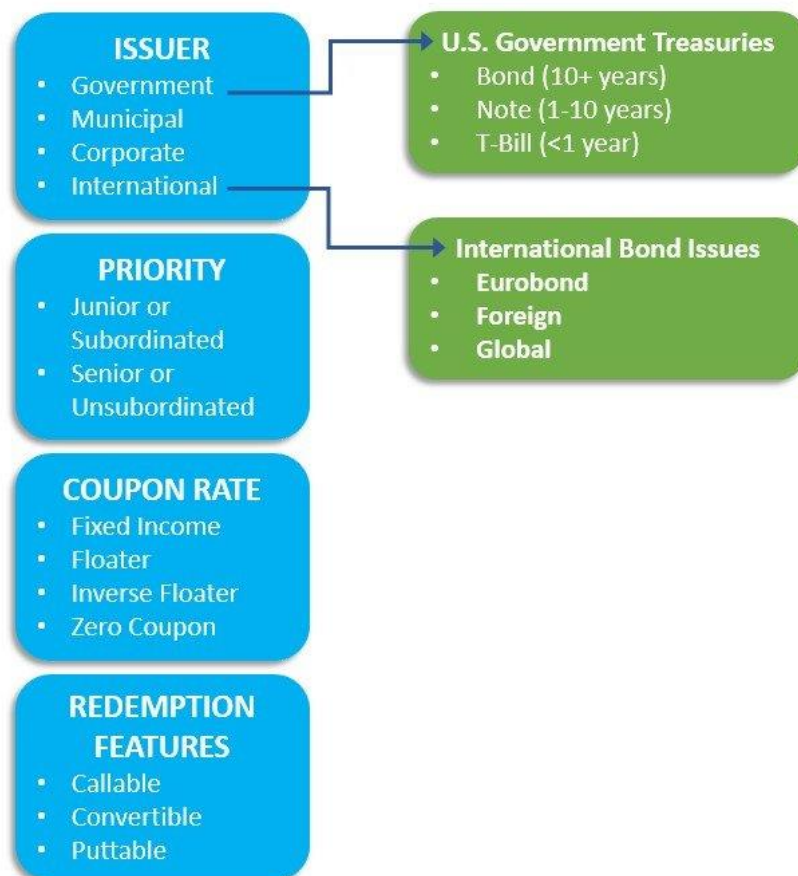 ISSUER
• Government
• Municipal
• Corporate
• International
U.S. Government Treasuries
• Bond (10+ years)
• Note (1-10 years)
• T-Bill (<1 year)
International Bond Issues
• Eurobond
• Foreign
• Global
PRIORITY
• Junior or
Subordinated
• Senior or
Unsubordinated
COUPON RATE
• Fixed Income
• Floater
• Inverse Floater
• Zero Coupon
REDEMPTION
FEATURES
• Callable
• Convertible
• Puttable